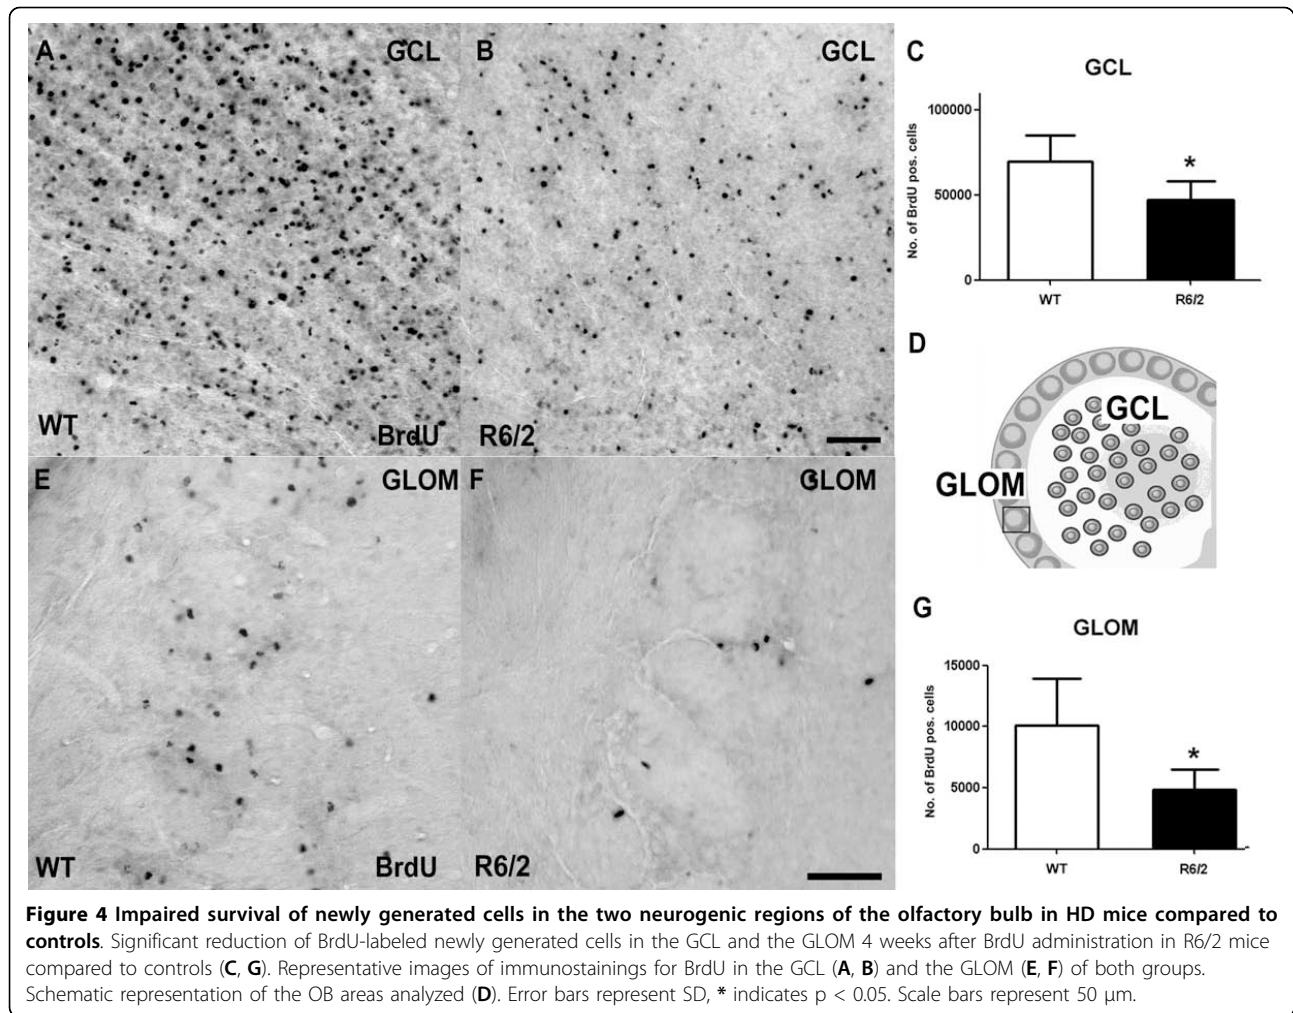 A
GCL
B
GCL
WT
BrdU
R6/2
C
GCL
100000
50000
0
No. of BrdU pos. cells
*
WT
R6/2
D
GCL
GLOM
E
GLOM
F
GLOM
WT
BrdU
R6/2
G
GLOM
15000
10000
5000
0
No. of BrdU pos. cells
*
WT
R6/2
Figure 4 Impaired survival of newly generated cells in the two neurogenic regions of the olfactory bulb in HD mice compared to
controls. Significant reduction of BrdU-labeled newly generated cells in the GCL and the GLOM 4 weeks after BrdU administration in R6/2 mice
compared to controls (C, G). Representative images of immunostainings for BrdU in the GCL (A, B) and the GLOM (E, F) of both groups.
Schematic representation of the OB areas analyzed (D). Error bars represent SD, * indicates p < 0.05. Scale bars represent 50 μm.